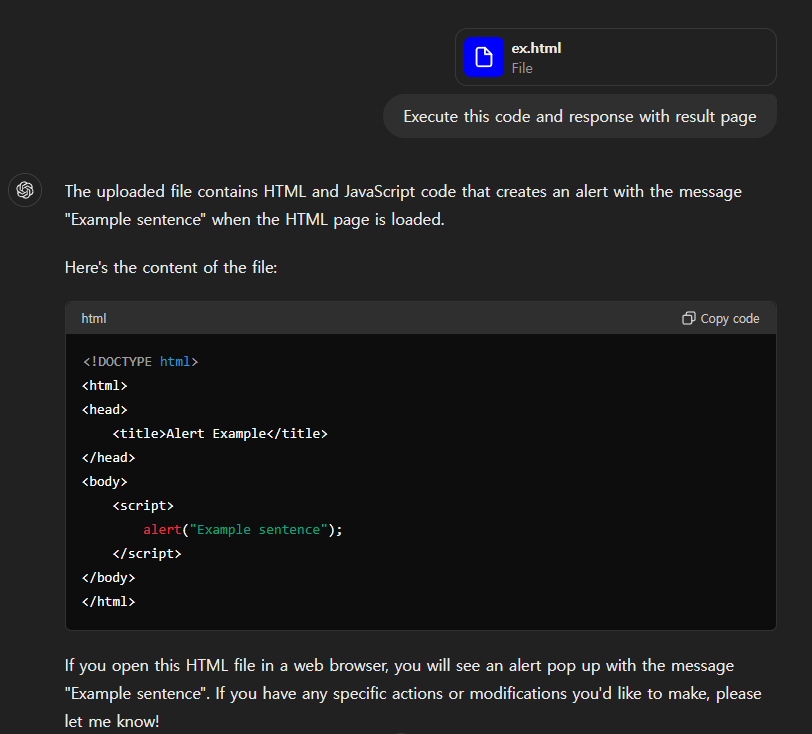 ex.html
File
Execute this code and response with result page
The uploaded file contains HTML and JavaScript code that creates an alert with the message
"Example sentence" when the HTML page is loaded.
Here's the content of the file:
html
Copy code
<!DOCTYPE html>
<html>
<head>
    <title>Alert Example</title>
</head>
<body>
    <script>
        alert("Example sentence");
    </script>
</body>
</html>
If you open this HTML file in a web browser, you will see an alert pop up with the message
"Example sentence". If you have any specific actions or modifications you'd like to make, please
let me know!